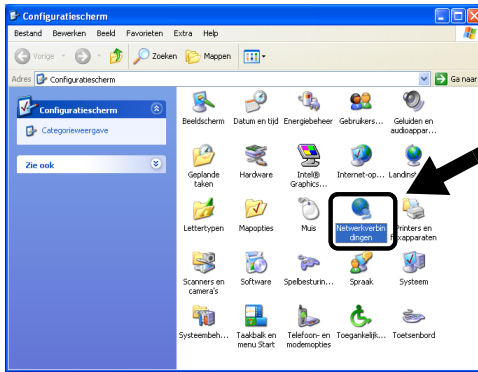 Configuratiescherm
Bestand Bewerken Beeld Favorieten Extra Help
Vorige Zoeken Mappen
Adres Configuratiescherm Ga naar
Configuratiescherm
Categorieweergave
Zie ook
Beeldscherm Datum en tijd Energiebeheer Gebruikers... Geluiden en
audioappar...
Geplande
taken
Hardware Intel®
Graphics...
Internet-op... Landinst
Lettertypen Mapopties Muis Netwerkverbin
dingen
Printers en
faxapparaten
Scanners en
camera's
Software Spelbesturin... Spraak Systeem
Systeembeh... Taakbalk en
menu Start
Telefoon- en
modemopties
Toegankelijk... Toetsenbord